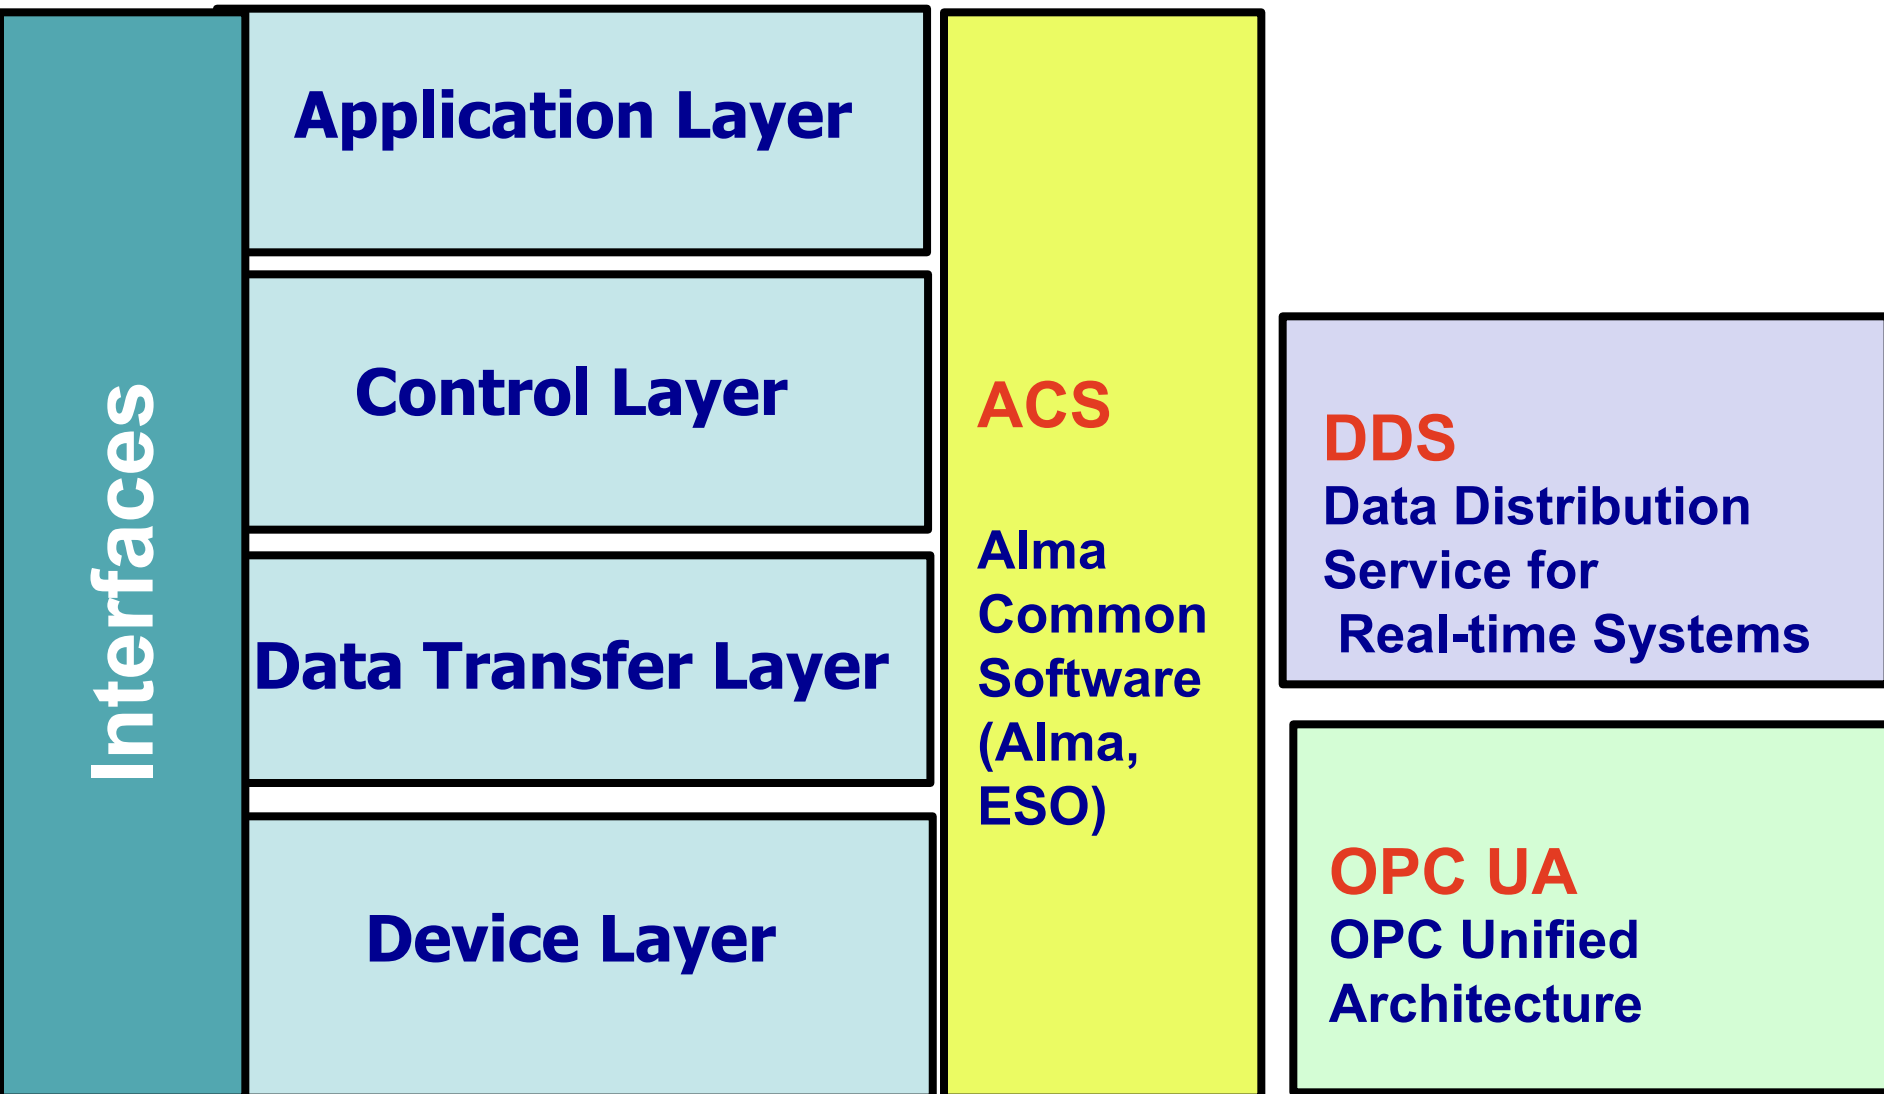 Interfaces
Application Layer
Control Layer
Data Transfer Layer
Device Layer
ACS
Alma
Common
Software
(Alma,
ESO)
DDS
Data Distribution
Service for
Real-time Systems
OPC UA
OPC Unified
Architecture